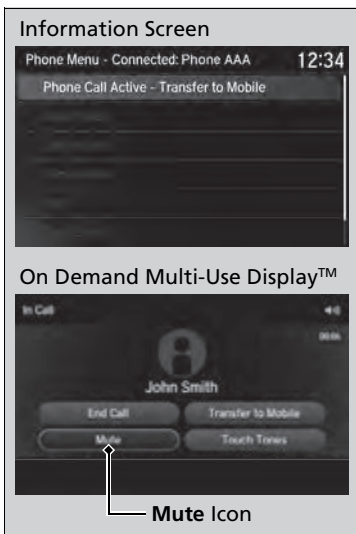 Information Screen
Phone Menu - Connected: Phone AAA 12:34
Phone Call Active - Transfer to Mobile
On Demand Multi-Use Display™
In Call
John Smith
End Call Transfer to Mobile
Mute Touch Tones
Mute Icon